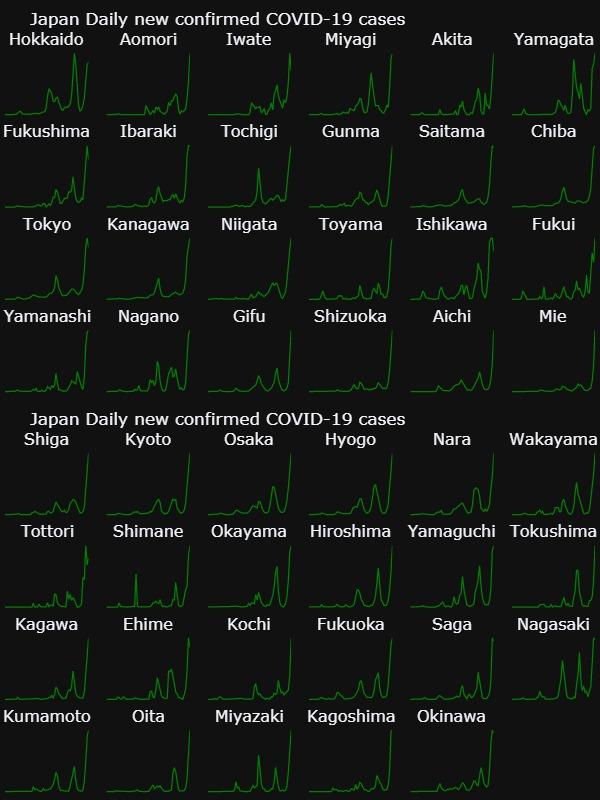 Japan Daily new confirmed COVID-19 cases
Hokkaido Aomori Iwate Miyagi Akita Yamagata
Fukushima Ibaraki Tochigi Gunma Saitama Chiba
Tokyo Kanagawa Niigata Toyama Ishikawa Fukui
Yamanashi Nagano Gifu Shizuoka Aichi Mie
Japan Daily new confirmed COVID-19 cases
Shiga Kyoto Osaka Hyogo Nara Wakayama
Tottori Shimane Okayama Hiroshima Yamaguchi Tokushima
Kagawa Ehime Kochi Fukuoka Saga Nagasaki
Kumamoto Oita Miyazaki Kagoshima Okinawa